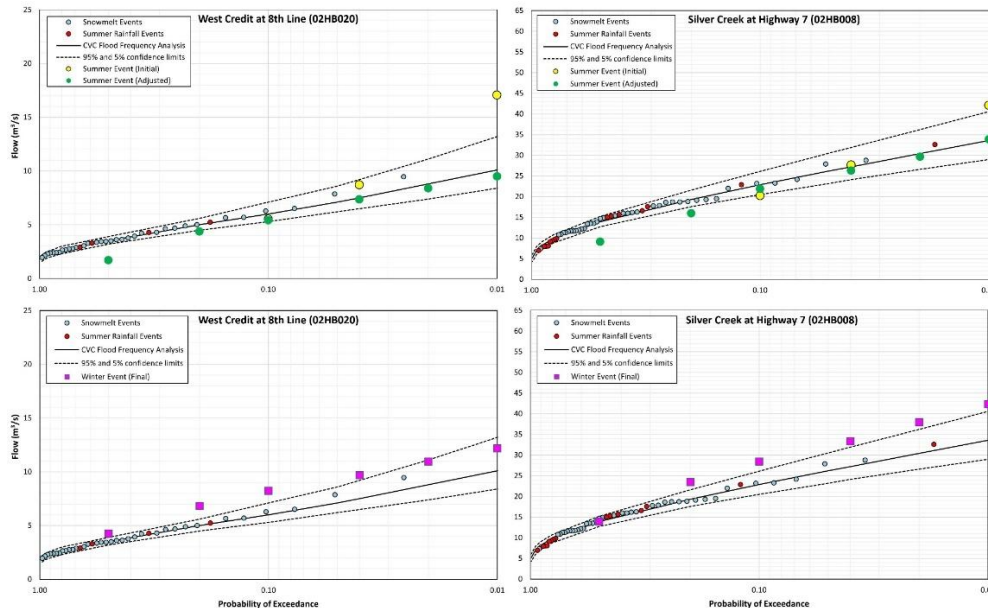 West Credit at 8th Line (02HB020)
Snowmelt Events
Summer Rainfall Events
CVC Flood Frequency Analysis
95% and 5% confidence limits
Summer Event (Initial)
Summer Event (Adjusted)
Flow (m³/s)
25
20
15
10
5
0
1.00
0.10
0.01
Silver Creek at Highway 7 (02HB008)
Snowmelt Events
Summer Rainfall Events
CVC Flood Frequency Analysis
95% and 5% confidence limits
Summer Event (Initial)
Summer Event (Adjusted)
65
60
55
50
45
40
35
30
25
20
15
10
5
0
1.00
0.10
0.01
West Credit at 8th Line (02HB020)
Snowmelt Events
Summer Rainfall Events
CVC Flood Frequency Analysis
95% and 5% confidence limits
Winter Event (Final)
Flow (m³/s)
25
20
15
10
5
0
1.00
0.10
0.01
Probability of Exceedance
Silver Creek at Highway 7 (02HB008)
Snowmelt Events
Summer Rainfall Events
CVC Flood Frequency Analysis
95% and 5% confidence limits
Winter Event (Final)
65
60
55
50
45
40
35
30
25
20
15
10
5
0
1.00
0.10
0.01
Probability of Exceedance